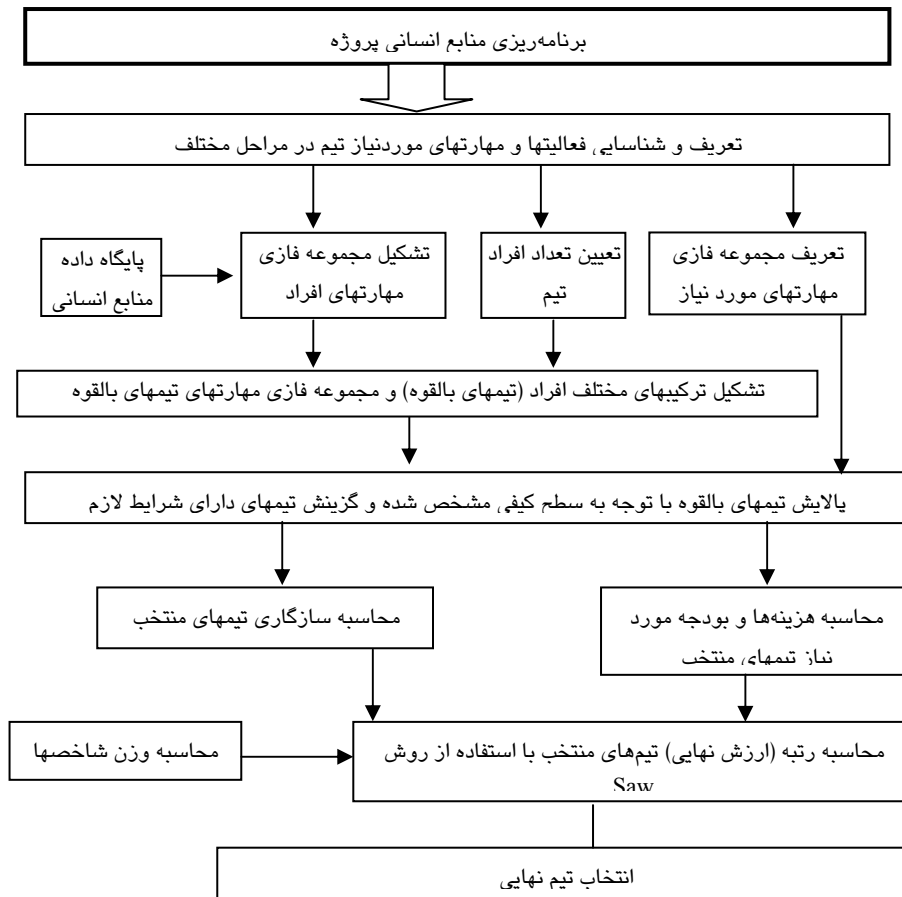 برنامه‌ریزی منابع انسانی پروژه
تعریف و شناسایی فعالیتها و مهارتهای موردنیاز تیم در مراحل مختلف
تعریف مجموعه فازی
مهارتهای مورد نیاز
تعیین تعداد افراد
تیم
تشکیل مجموعه فازی
مهارتهای افراد
پایگاه داده
منابع انسانی
تشکیل ترکیبهای مختلف افراد (تیمهای بالقوه) و مجموعه فازی مهارتهای تیمهای بالقوه
پالایش تیمهای بالقوه با توجه به سطح کیفی مشخص شده و گزینش تیمهای دارای شرایط لازم
محاسبه هزینه‌ها و بودجه مورد
نیاز تیمهای منتخب
محاسبه سازگاری تیمهای منتخب
محاسبه رتبه (ارزش نهایی) تیم‌های منتخب با استفاده از روش
Saw
محاسبه وزن شاخصها
انتخاب تیم نهایی